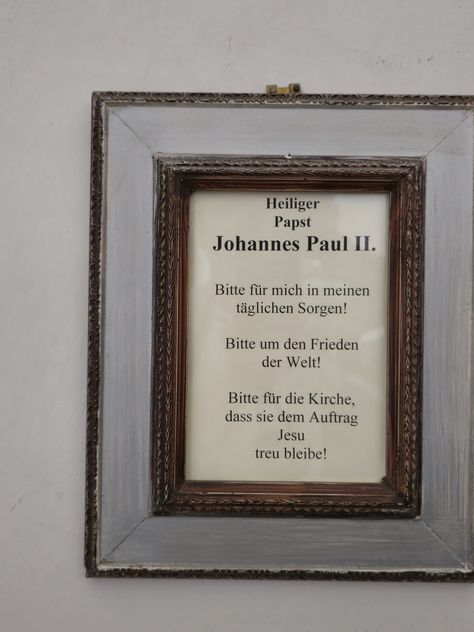 Heiliger
Papst
Johannes Paul II.
Bitte für mich in meinen
täglichen Sorgen!
Bitte um den Frieden
der Welt!
Bitte für die Kirche,
dass sie dem Auftrag
Jesu
treu bleibe!